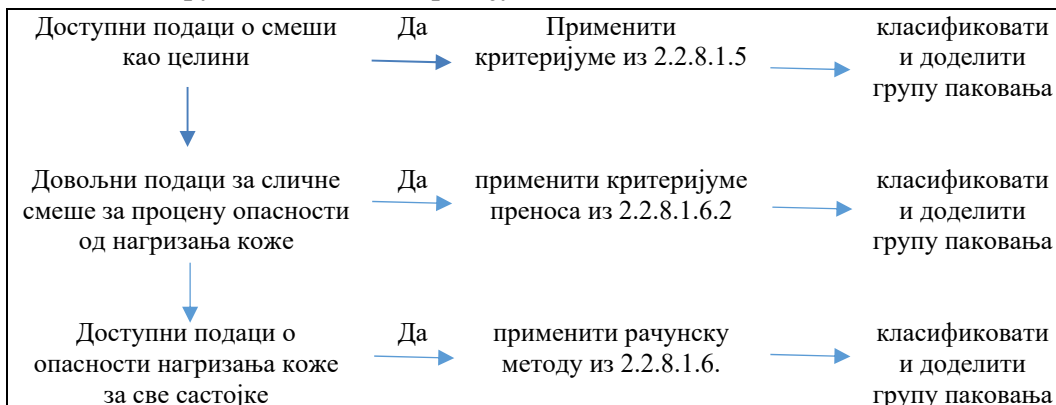 Доступни подаци о смеши
као целини
Да
Применити
критеријуме из 2.2.8.1.5
класификовати
и доделити
групу паковања
Довољни подаци за сличне
смеше за процену опасности
од нагризања коже
Да
применити критеријуме
преноса из 2.2.8.1.6.2
класификовати
и доделити
групу паковања
Доступни подаци о
опасности нагризања коже
за све састојке
Да
применити рачунску
методу из 2.2.8.1.6.
класификовати
и доделити
групу паковања